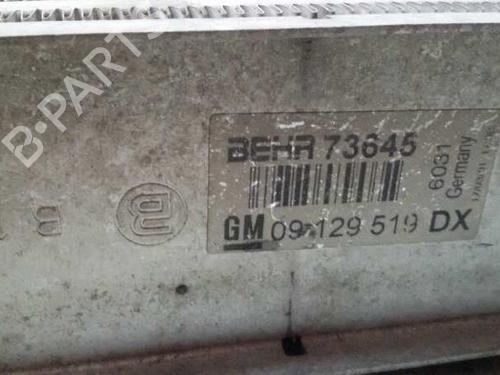 B-PARTS
BEHR 73645
6031
Germany
GM 09 129 519 DX